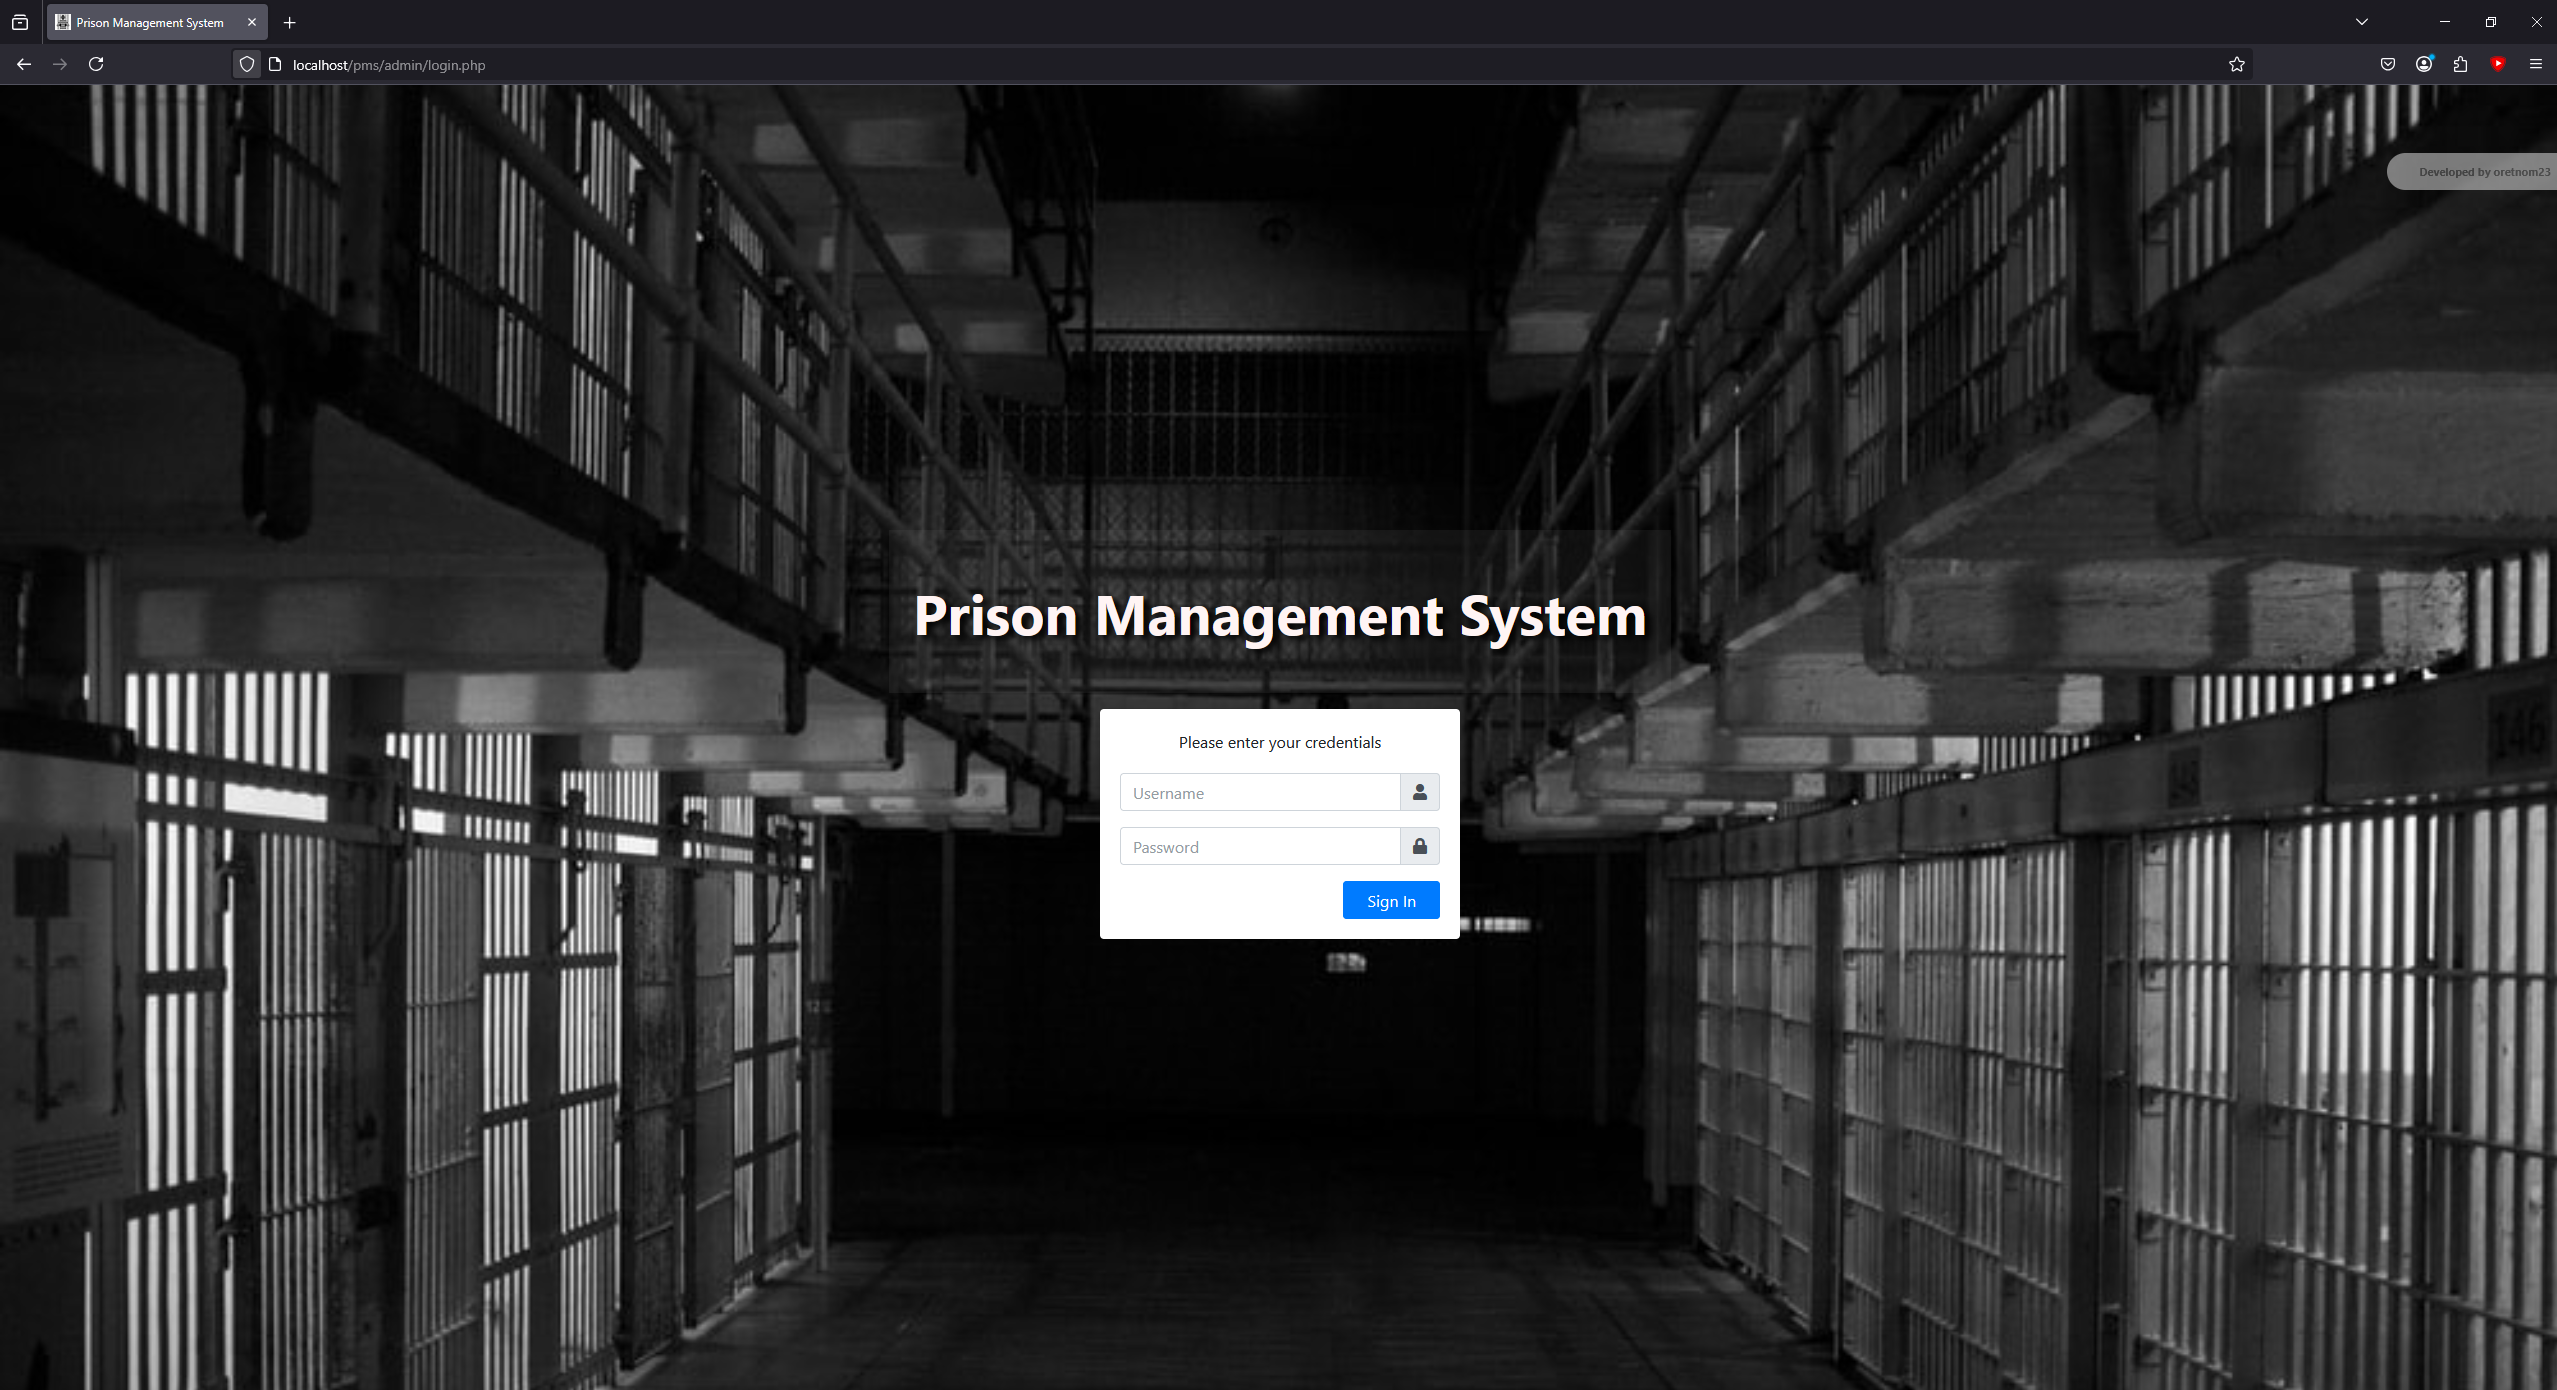 Prison Management System
localhost/pms/admin/login.php
Developed by oretnom23
Prison Management System
Please enter your credentials
Username
Password
Sign In
146